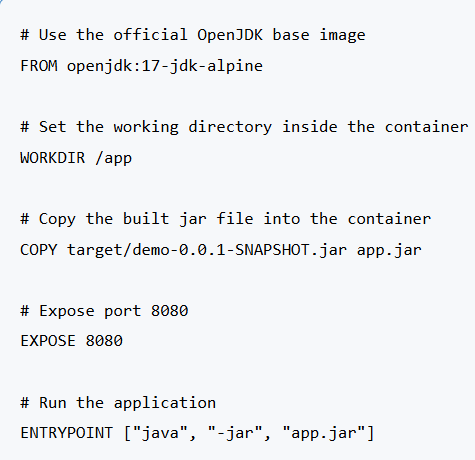 # Use the official OpenJDK base image
FROM openjdk:17-jdk-alpine
# Set the working directory inside the container
WORKDIR /app
# Copy the built jar file into the container
COPY target/demo-0.0.1-SNAPSHOT.jar app.jar
# Expose port 8080
EXPOSE 8080
# Run the application
ENTRYPOINT ["java", "-jar", "app.jar"]